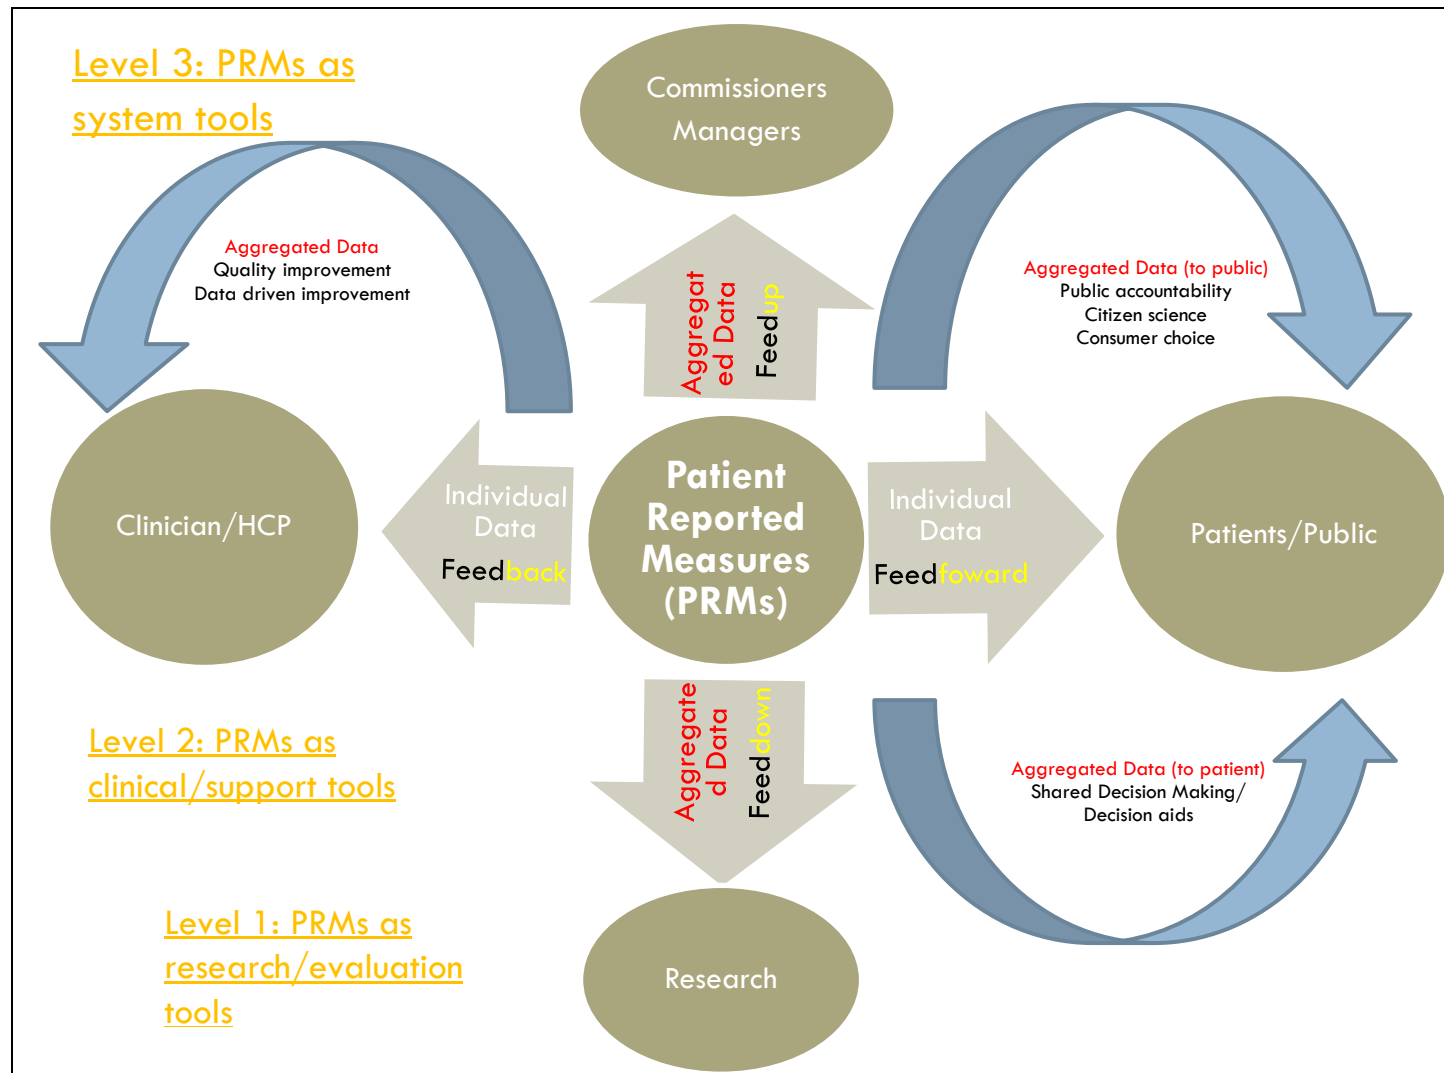 Level 3: PRMs as
system tools
Commissioners
Managers
Aggregated Data
Quality improvement
Data driven improvement
Aggregat
ed Data
Feedup
Aggregated Data (to public)
Public accountability
Citizen science
Consumer choice
Clinician/HCP
Individual
Data
Feedback
Patient
Reported
Measures
(PRMs)
Individual
Data
Feedfoward
Patients/Public
Level 2: PRMs as
clinical/support tools
Aggregate
d Data
Feeddown
Aggregated Data (to patient)
Shared Decision Making/
Decision aids
Level 1: PRMs as
research/evaluation
tools
Research